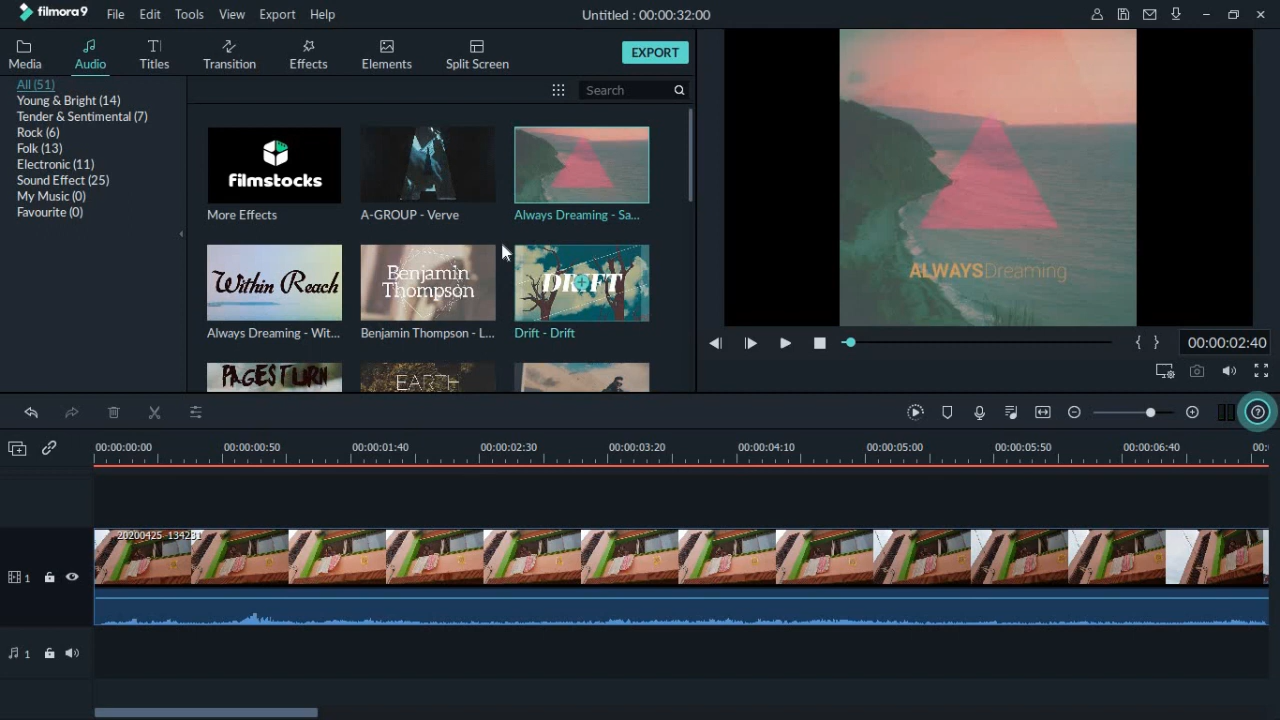 filmora9 File Edit Tools View Export Help Untitled : 00:00:32:00
Media Audio Titles Transition Effects Elements Split Screen EXPORT
All (51)
Young & Bright (14)
Tender & Sentimental (7)
Rock (6)
Folk (13)
Electronic (11)
Sound Effect (25)
My Music (0)
Favourite (0)
Search
filmstocks
More Effects
A-GROUP - Verve
Always Dreaming - Sa...
Within Reach
Always Dreaming - Wit...
Benjamin
Thompson
Benjamin Thompson - L...
DRIFT
Drift - Drift
PAGES TURN
EARTH
ALWAYSDreaming
{ } 00:00:02:40
00:00:00:00 00:00:00:50 00:00:01:40 00:00:02:30 00:00:03:20 00:00:04:10 00:00:05:00 00:00:05:50 00:00:06:40 00:0
20200425_134231
1
1